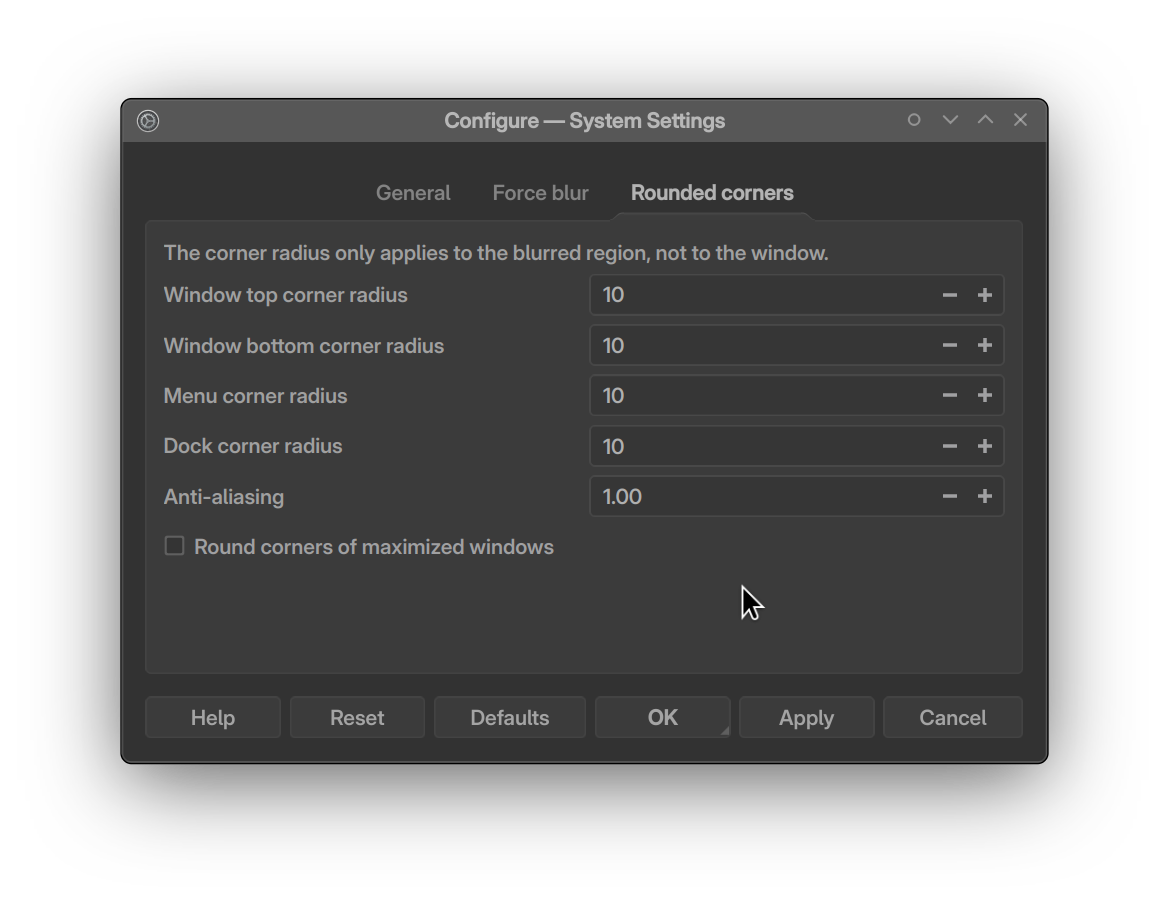 Configure — System Settings
General Force blur Rounded corners
The corner radius only applies to the blurred region, not to the window.
Window top corner radius 10
Window bottom corner radius 10
Menu corner radius 10
Dock corner radius 10
Anti-aliasing 1.00
Round corners of maximized windows
Help Reset Defaults OK Apply Cancel